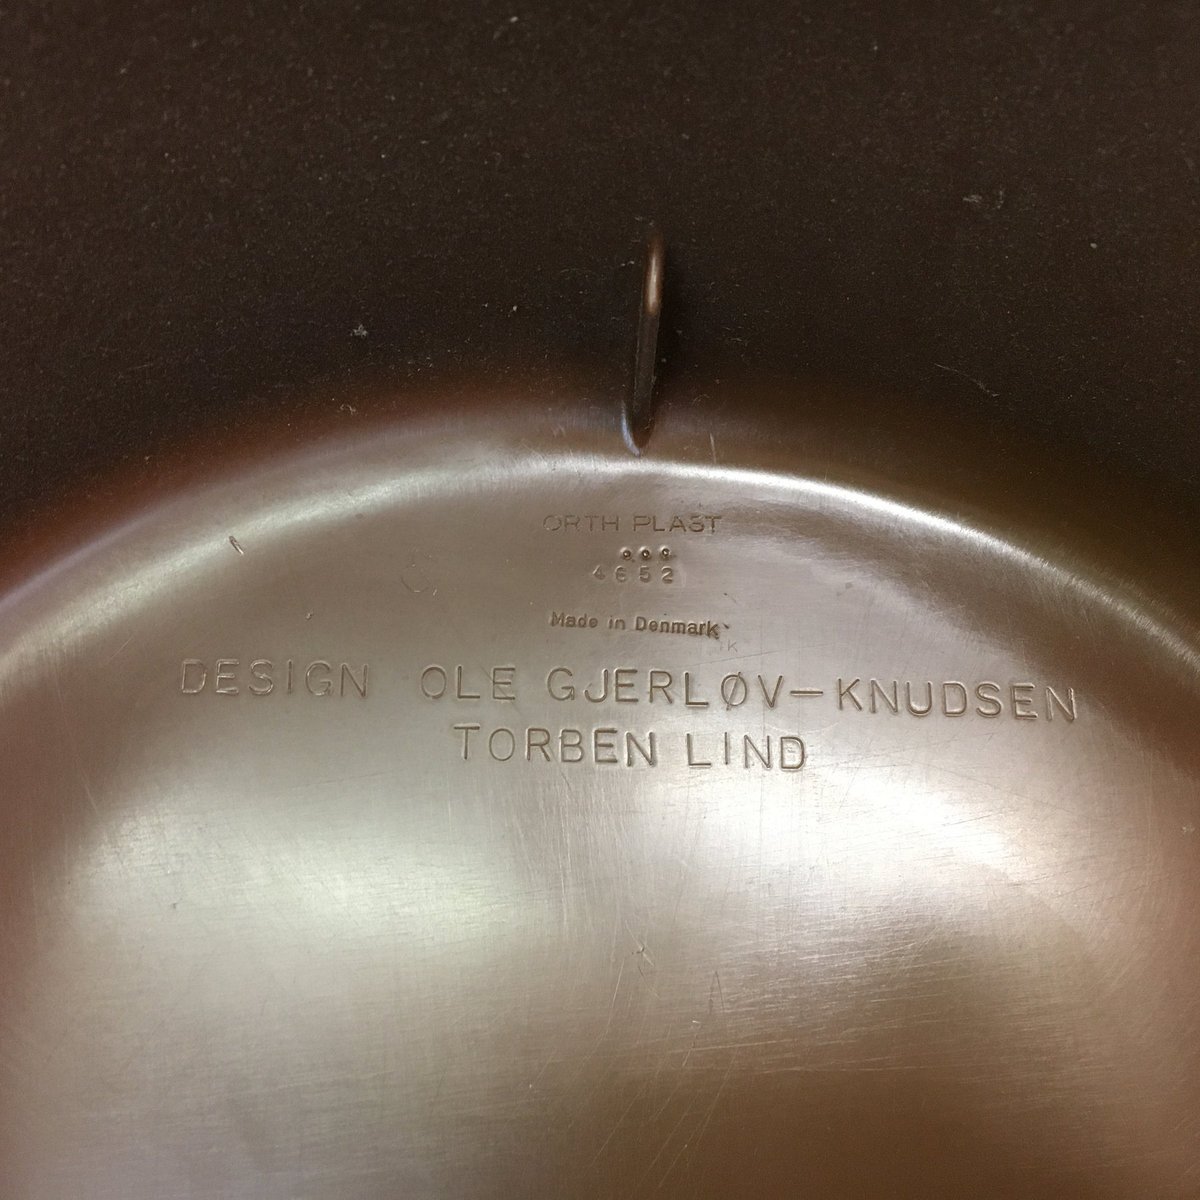 ORTH PLAST
4652
Made in Denmark
DESIGN OLE GJERLØV-KNUDSEN
TORBEN LIND